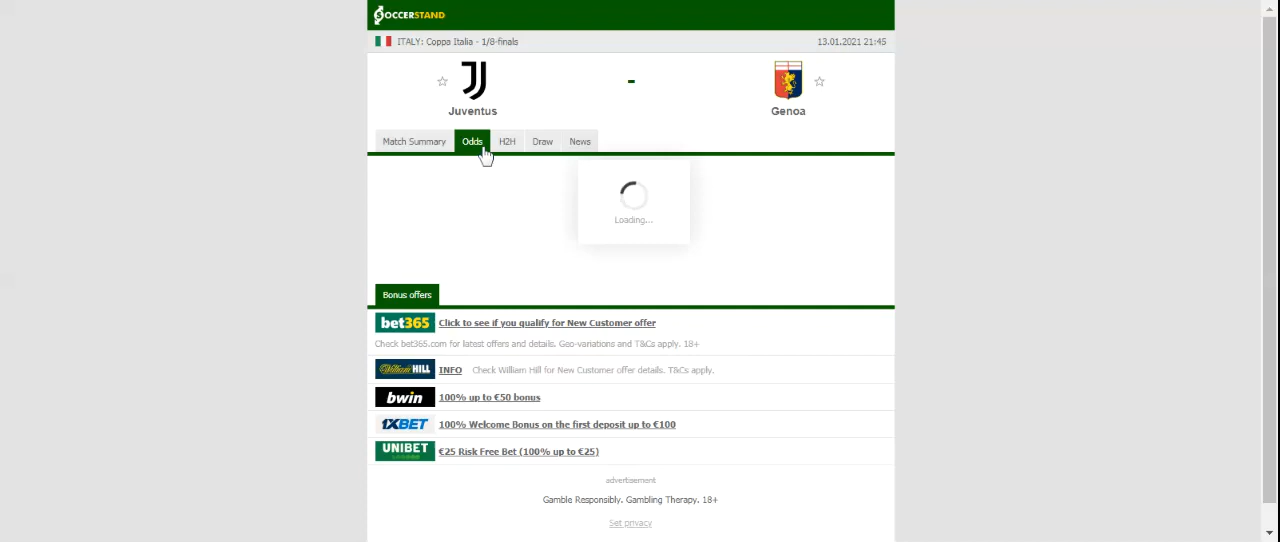 SOCCERSTAND
ITALY: Coppa Italia - 1/8-finals 13.01.2021 21:45
-
Juventus Genoa
Match Summary Odds H2H Draw News
Loading...
Bonus offers
bet365 Click to see if you qualify for New Customer offer
Check bet365.com for latest offers and details. Geo-variations and T&Cs apply. 18+
William HILL INFO Check William Hill for New Customer offer details. T&Cs apply.
bwin 100% up to €50 bonus
1XBET 100% Welcome Bonus on the first deposit up to €100
UNIBET €25 Risk Free Bet (100% up to €25)
advertisement
Gamble Responsibly. Gambling Therapy. 18+
Set privacy